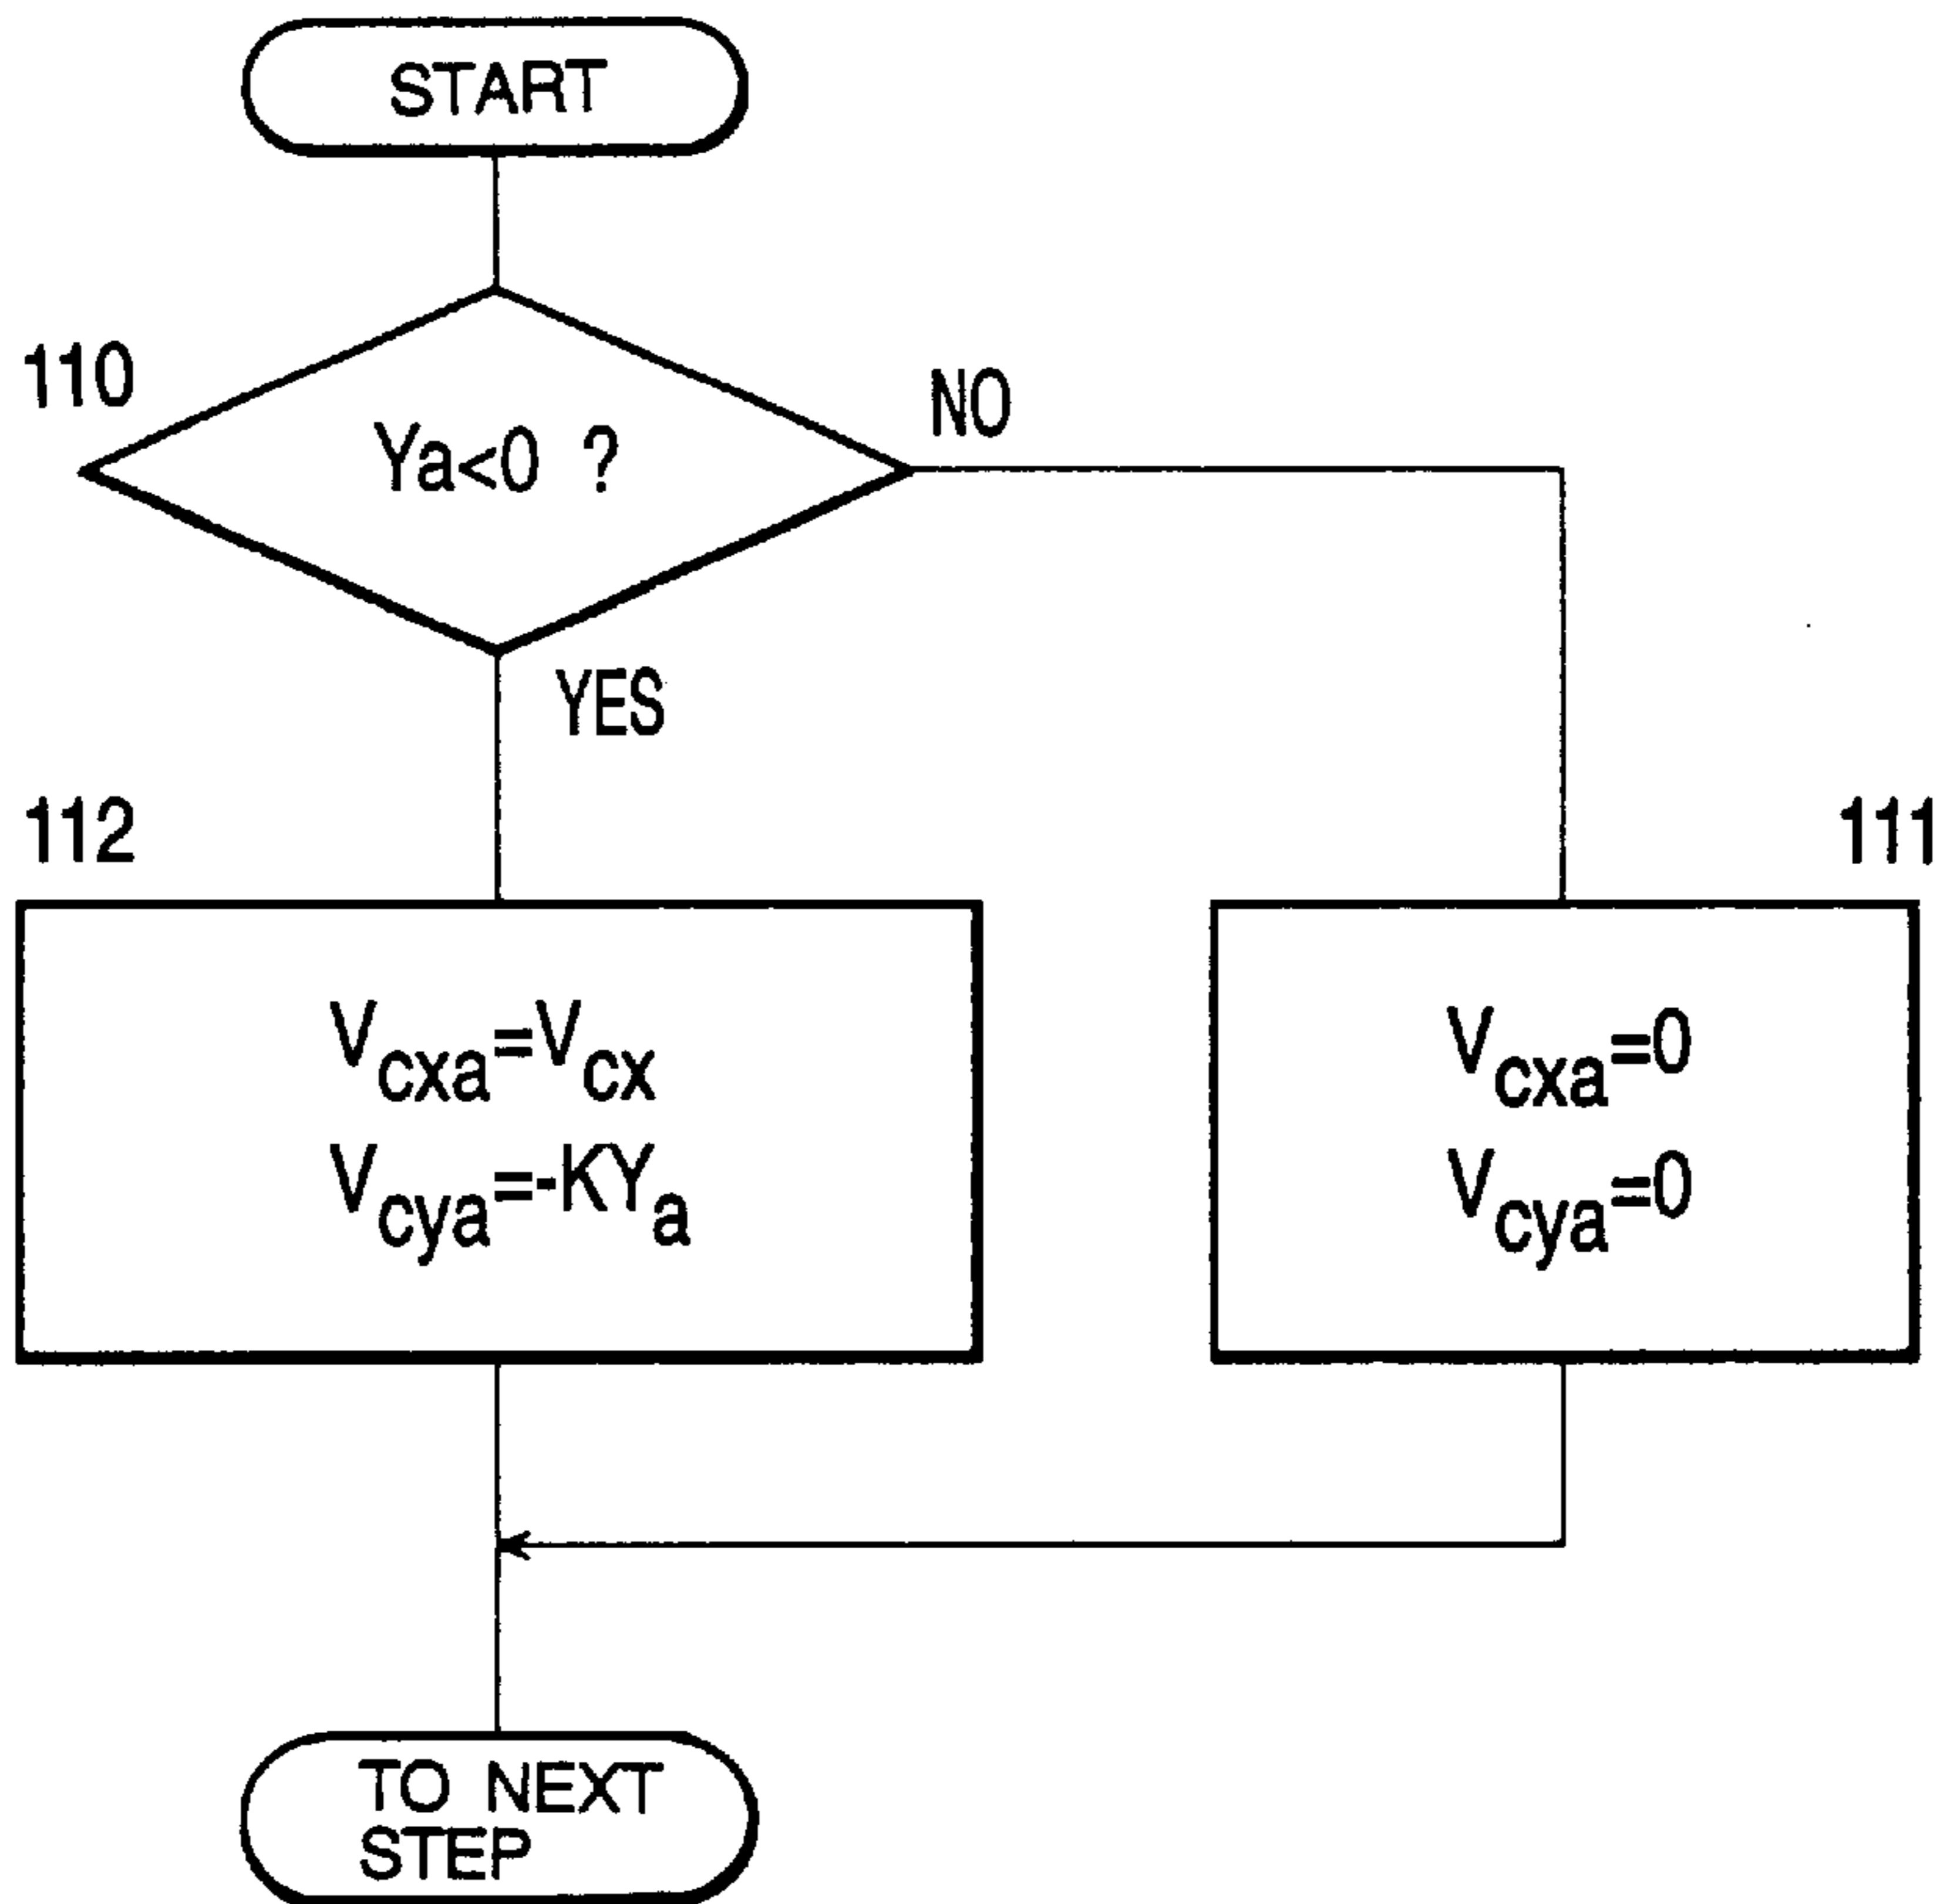 START
110
Ya<0 ?
NO
YES
112
111
Vcxa=Vcx
Vcya=-KYa
Vcxa=0
Vcya=0
TO NEXT
STEP